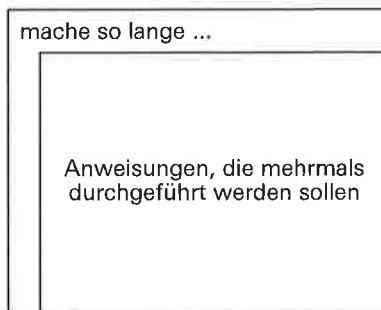 mache so lange ...
Anweisungen, die mehrmals
durchgeführt werden sollen